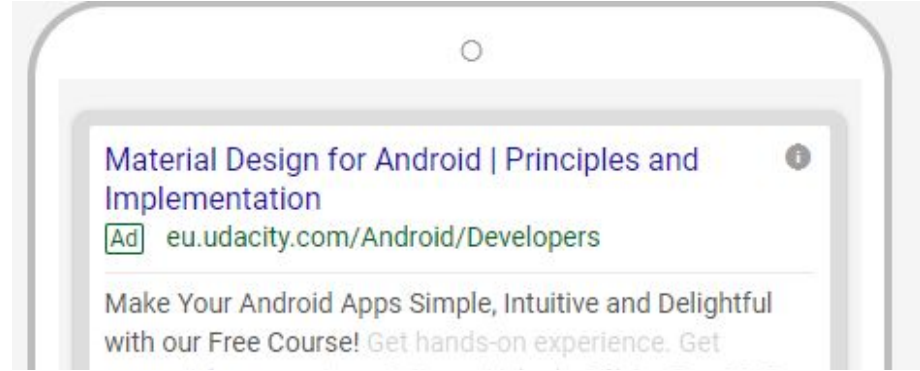 Material Design for Android | Principles and
Implementation
Ad eu.udacity.com/Android/Developers
Make Your Android Apps Simple, Intuitive and Delightful
with our Free Course! Get hands-on experience. Get